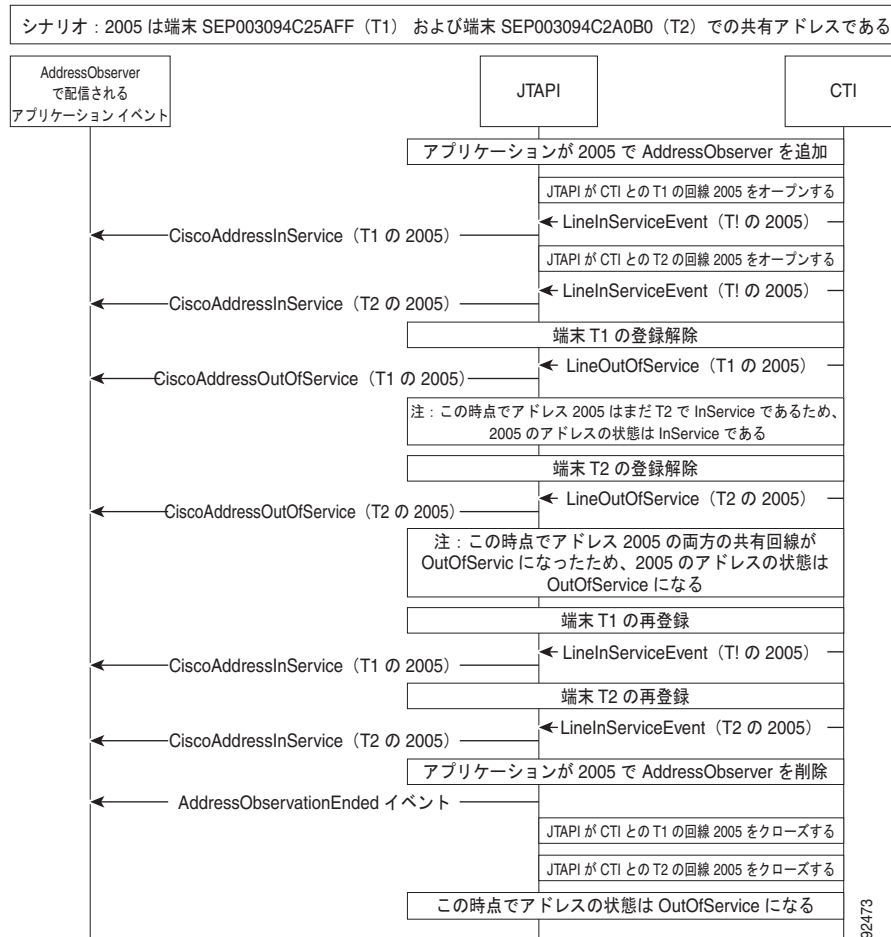 シナリオ：2005 は端末 SEP003094C25AFF（T1） および端末 SEP003094C2A0B0（T2）での共有アドレスである
AddressObserver
で配信される
アプリケーション イベント
JTAPI
CTI
アプリケーションが 2005 で AddressObserver を追加
JTAPI が CTI との T1 の回線 2005 をオープンする
LineInServiceEvent（T! の 2005）
CiscoAddressInService（T1 の 2005）
JTAPI が CTI との T2 の回線 2005 をオープンする
LineInServiceEvent（T! の 2005）
CiscoAddressInService（T2 の 2005）
端末 T1 の登録解除
LineOutOfService（T1 の 2005）
CiscoAddressOutOfService（T1 の 2005）
注：この時点でアドレス 2005 はまだ T2 で InService であるため、
2005 のアドレスの状態は InService である
端末 T2 の登録解除
LineOutOfService（T2 の 2005）
CiscoAddressOutOfService（T2 の 2005）
注：この時点でアドレス 2005 の両方の共有回線が
OutOfServic になったため、2005 のアドレスの状態は
OutOfService になる
端末 T1 の再登録
LineInServiceEvent（T! の 2005）
CiscoAddressInService（T1 の 2005）
端末 T2 の再登録
LineInServiceEvent（T2 の 2005）
CiscoAddressInService（T2 の 2005）
アプリケーションが 2005 で AddressObserver を削除
AddressObservationEnded イベント
JTAPI が CTI との T1 の回線 2005 をクローズする
JTAPI が CTI との T2 の回線 2005 をクローズする
この時点でアドレスの状態は OutOfService になる
92473